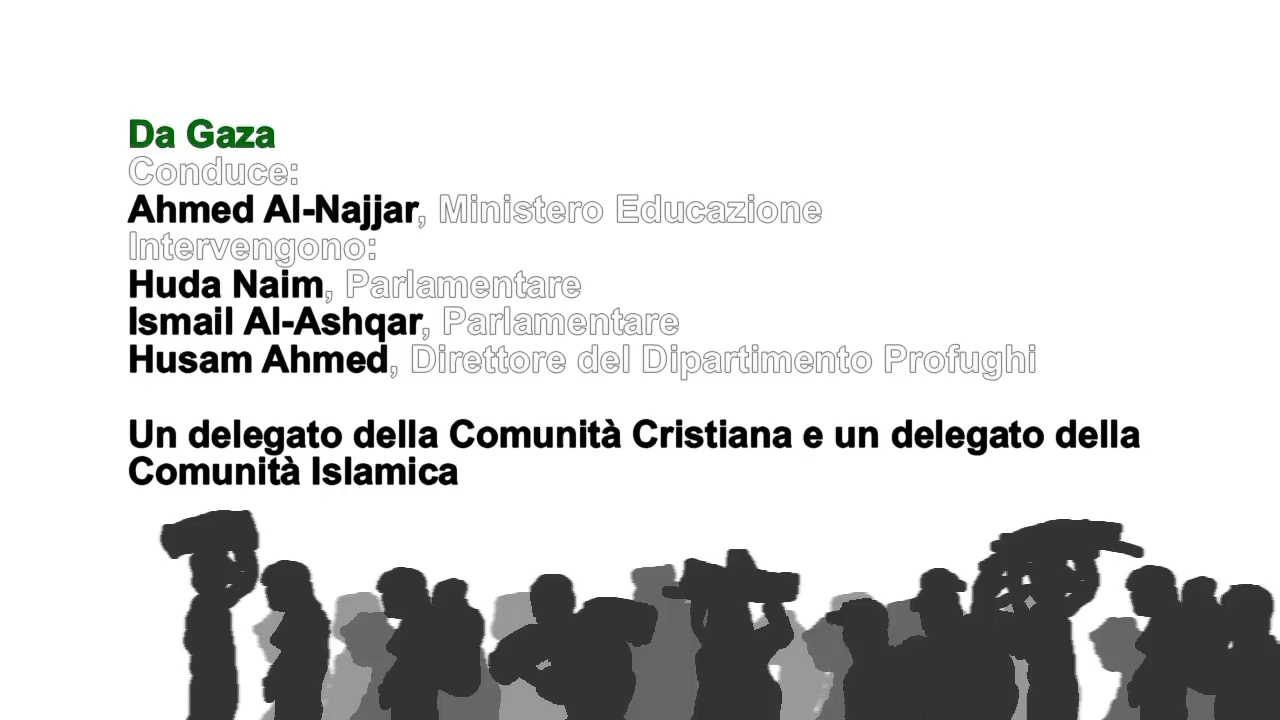 Da Gaza
Conduce:
Ahmed Al-Najjar, Ministero Educazione
Intervengono:
Huda Naim, Parlamentare
Ismail Al-Ashqar, Parlamentare
Husam Ahmed, Direttore del Dipartimento Profughi
Un delegato della Comunità Cristiana e un delegato della
Comunità Islamica